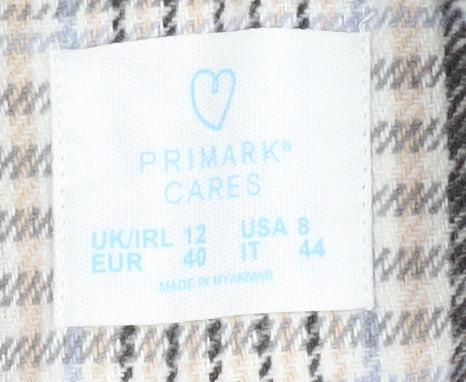 PRIMARK®
CARES
UK/IRL 12 USA 8
EUR 40 IT 44
MADE IN MYANMAR